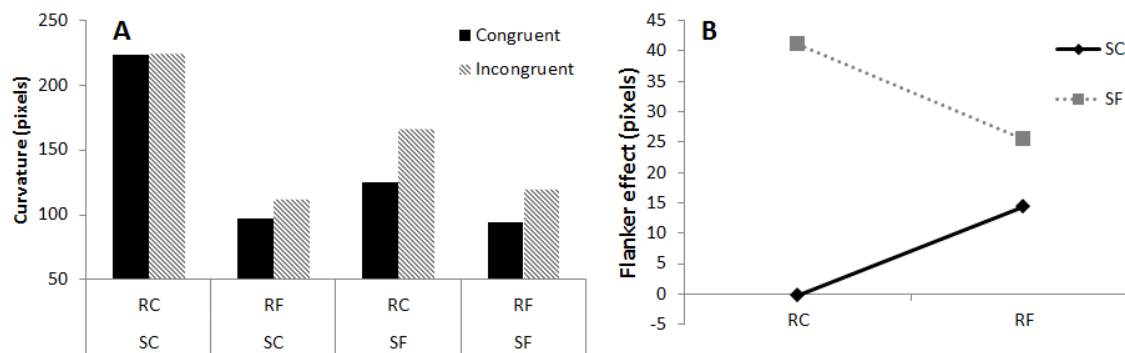 A
Curvature (pixels)
250
200
150
100
50
Congruent
Incongruent
RC RF RC RF
SC SC SF SF
B
Flanker effect (pixels)
45
40
35
30
25
20
15
10
5
0
-5
RC RF
SC
SF